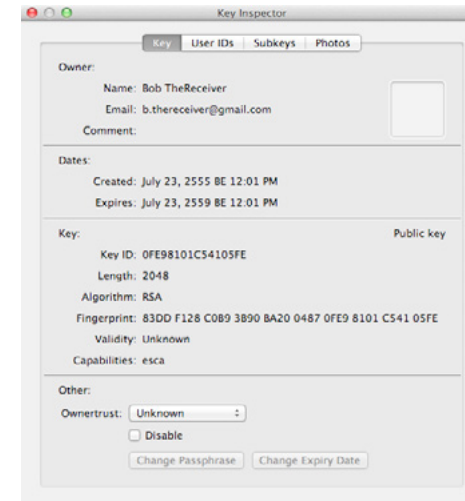 Key Inspector
Key User IDs Subkeys Photos
Owner:
Name: Bob TheReceiver
Email: b.thereceiver@gmail.com
Comment:
Dates:
Created: July 23, 2555 BE 12:01 PM
Expires: July 23, 2559 BE 12:01 PM
Key: Public key
Key ID: 0FE98101C54105FE
Length: 2048
Algorithm: RSA
Fingerprint: 83DD F128 C0B9 3B90 BA20 0487 0FE9 8101 C541 05FE
Validity: Unknown
Capabilities: esca
Other:
Ownertrust: Unknown
Disable
Change Passphrase Change Expiry Date